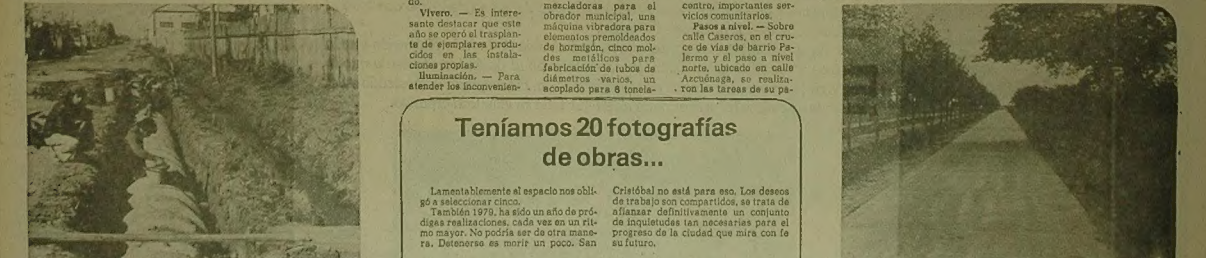 do.
Vivero. — Es intere-
sante destacar que este
año se operó el trasplan-
te de ejemplares produ-
cidos en las instala-
ciones propias.
Iluminación. — Para
atender los inconvenien-
mezcladoras para el
obrador municipal, una
máquina vibradora para
elementos premoldeados
de hormigón, cinco mol-
des metálicos para
fabricación de tubos de
diámetros varios, un
acoplado para 6 tonela-
centro, importantes ser-
vicios comunitarios.
Pasos a nivel. — Sobre
calle Caseros, en el cru-
ce de vías de barrio Pa-
lermo y el paso a nivel
norte, ubicado en calle
Azcuénaga, se realiza-
ron las tareas de su pa-
Teníamos 20 fotografías
de obras...
Lamentablemente el espacio nos obli-
gó a seleccionar cinco.
También 1979, ha sido un año de pró-
digas realizaciones, cada vez en un rit-
mo mayor. No podría ser de otra mane-
ra. Detenerse es morir un poco. San
Cristóbal no está para eso. Los deseos
de trabajo son compartidos, se trata de
afianzar definitivamente un conjunto
de inquietudes tan necesarias para el
progreso de la ciudad que mira con fe
su futuro.